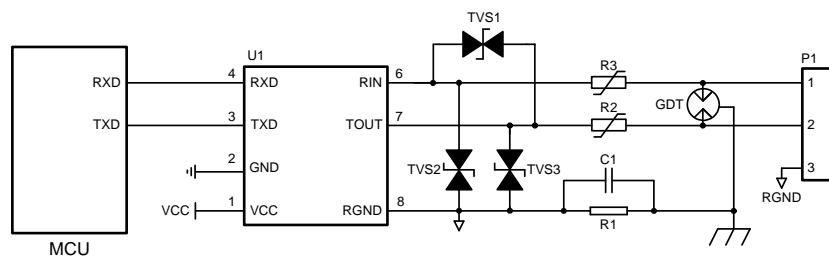 TVS1
U1
P1
RXD 4 RXD RIN 6 R3 1
GDT
TXD 3 TXD TOUT 7 R2 2
2 GND TVS2 TVS3 C1 3
RGND
VCC 1 VCC RGND 8 R1
MCU